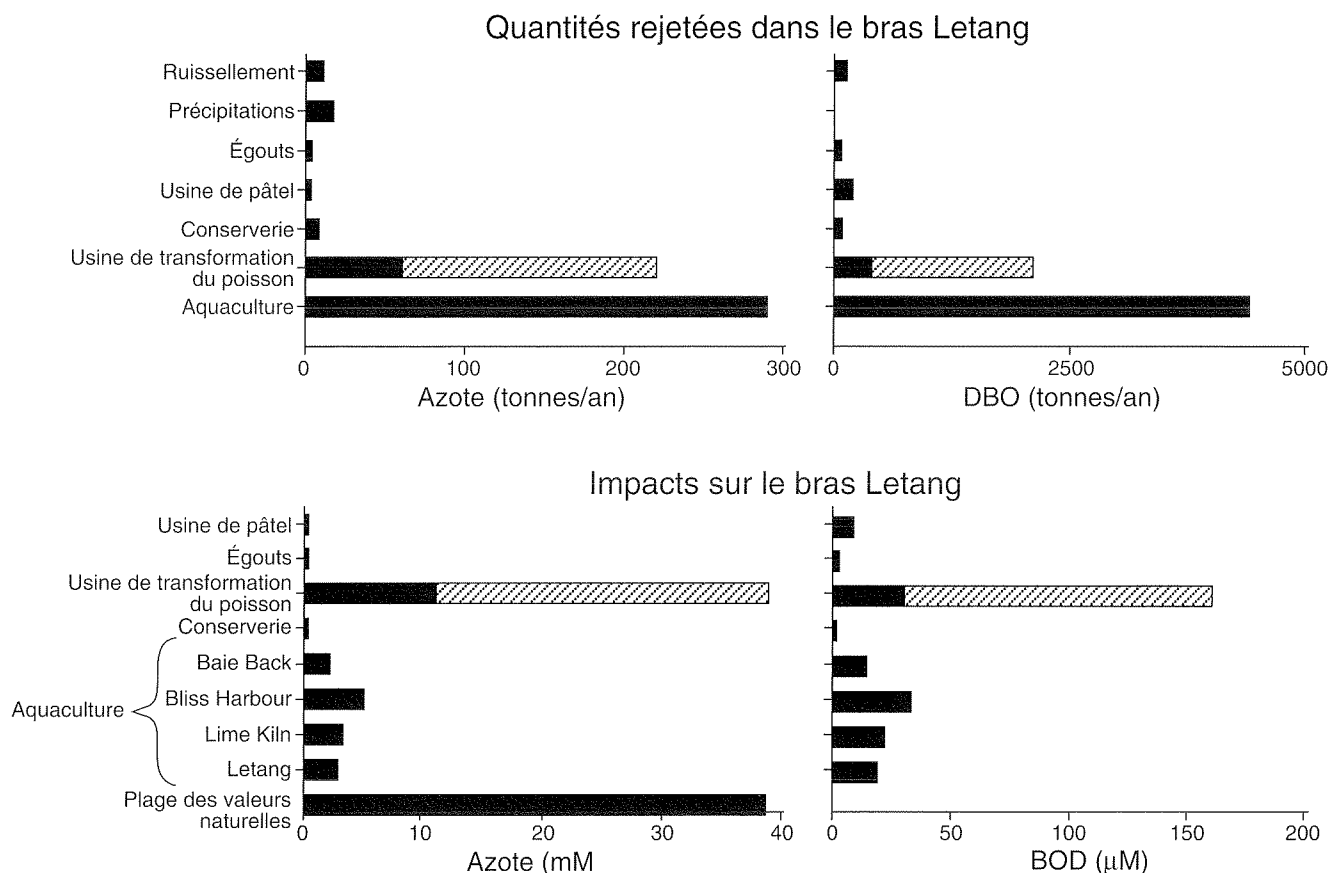 Quantités rejetées dans le bras Letang
Ruissellement
Précipitations
Égouts
Usine de pâtel
Conserverie
Usine de transformation
du poisson
Aquaculture
0
100
200
300
Azote (tonnes/an)
0
2500
5000
DBO (tonnes/an)
Impacts sur le bras Letang
Usine de pâtel
Égouts
Usine de transformation
du poisson
Conserverie
Baie Back
Bliss Harbour
Aquaculture
Lime Kiln
Letang
Plage des valeurs
naturelles
0
10
20
30
40
Azote (mM
0
50
100
150
200
BOD (µM)